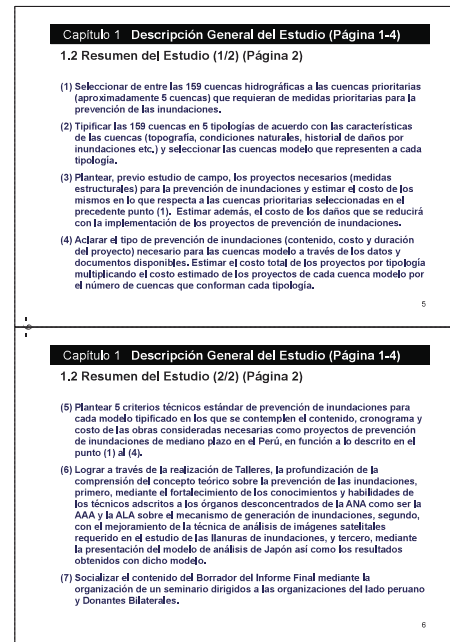 Capítulo 1 Descripción General del Estudio (Página 1-4)
1.2 Resumen del Estudio (1/2) (Página 2)
(1) Seleccionar de entre las 159 cuencas hidrográficas a las cuencas prioritarias
(aproximadamente 5 cuencas) que requieran de medidas prioritarias para la
prevención de las inundaciones.
(2) Tipificar las 159 cuencas en 5 tipologías de acuerdo con las características
de las cuencas (topografía, condiciones naturales, historial de daños por
inundaciones etc.) y seleccionar las cuencas modelo que representen a cada
tipología.
(3) Plantear, previo estudio de campo, los proyectos necesarios (medidas
estructurales) para la prevención de inundaciones y estimar el costo de los
mismos en lo que respecta a las cuencas prioritarias seleccionadas en el
precedente punto (1). Estimar además, el costo de los daños que se reducirá
con la implementación de los proyectos de prevención de inundaciones.
(4) Aclarar el tipo de prevención de inundaciones (contenido, costo y duración
del proyecto) necesario para las cuencas modelo a través de los datos y
documentos disponibles. Estimar el costo total de los proyectos por tipología
multiplicando el costo estimado de los proyectos de cada cuenca modelo por
el número de cuencas que conforman cada tipología.
5
Capítulo 1 Descripción General del Estudio (Página 1-4)
1.2 Resumen del Estudio (2/2) (Página 2)
(5) Plantear 5 criterios técnicos estándar de prevención de inundaciones para
cada modelo tipificado en los que se contemplen el contenido, cronograma y
costo de las obras consideradas necesarias como proyectos de prevención
de inundaciones de mediano plazo en el Perú, en función a lo descrito en el
punto (1) al (4).
(6) Lograr a través de la realización de Talleres, la profundización de la
comprensión del concepto teórico sobre la prevención de las inundaciones,
primero, mediante el fortalecimiento de los conocimientos y habilidades de
los técnicos adscritos a los órganos desconcentrados de la ANA como ser la
AAA y la ALA sobre el mecanismo de generación de inundaciones, segundo,
con el mejoramiento de la técnica de análisis de imágenes satelitales
requerido en el estudio de las llanuras de inundaciones, y tercero, mediante
la presentación del modelo de análisis de Japón así como los resultados
obtenidos con dicho modelo.
(7) Socializar el contenido del Borrador del Informe Final mediante la
organización de un seminario dirigidos a las organizaciones del lado peruano
y Donantes Bilaterales.
6